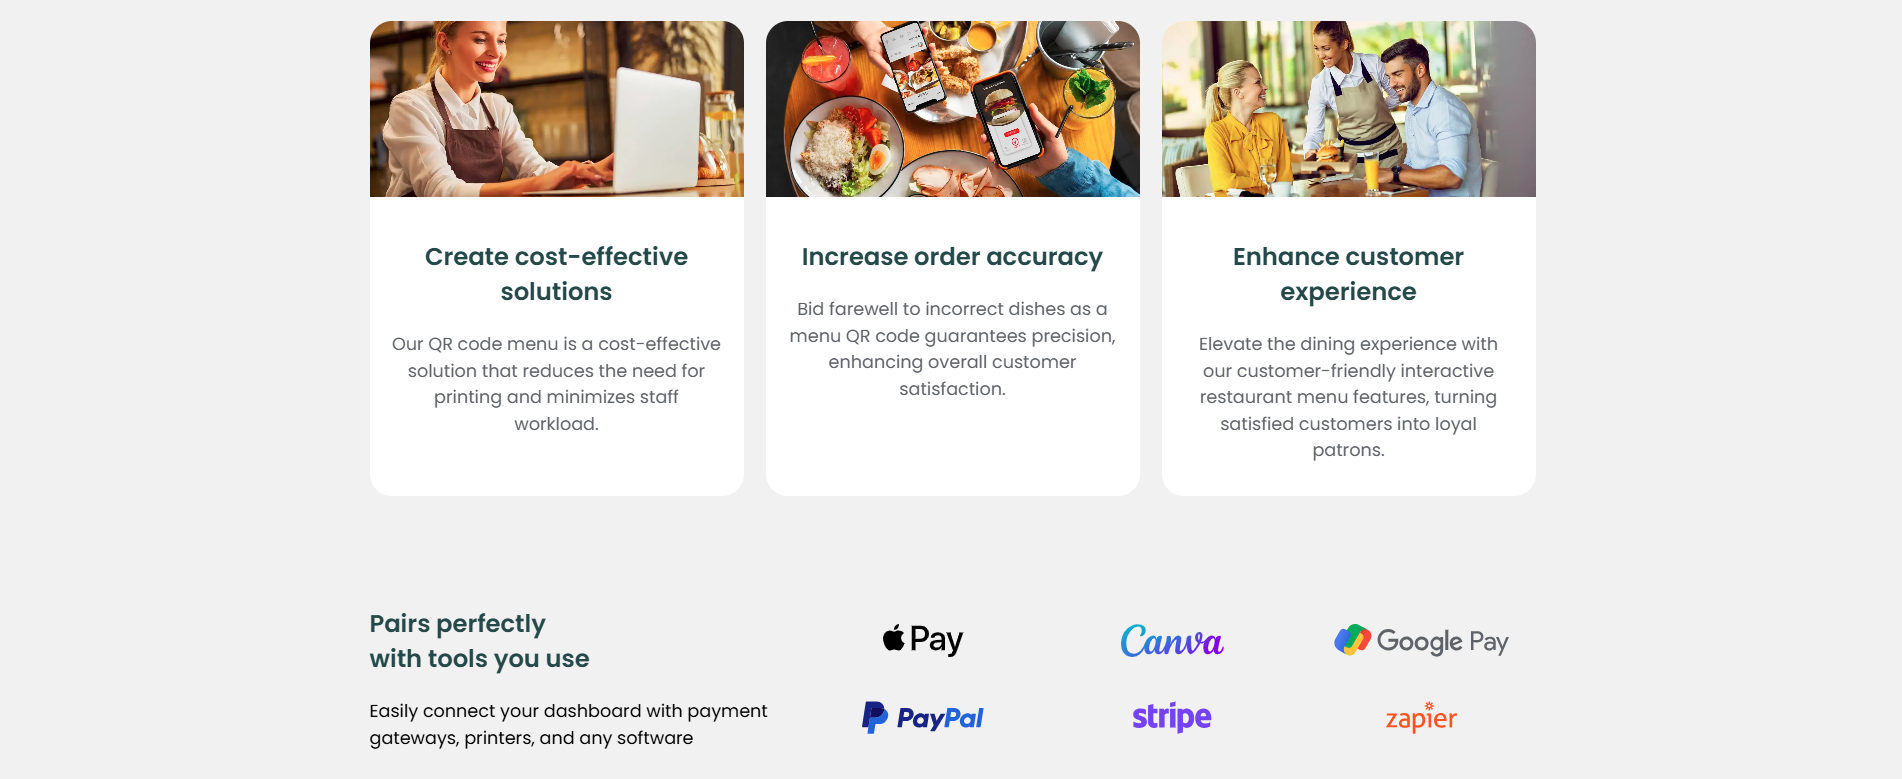 Create cost-effective
solutions
Our QR code menu is a cost-effective
solution that reduces the need for
printing and minimizes staff
workload.
Increase order accuracy
Bid farewell to incorrect dishes as a
menu QR code guarantees precision,
enhancing overall customer
satisfaction.
Enhance customer
experience
Elevate the dining experience with
our customer-friendly interactive
restaurant menu features, turning
satisfied customers into loyal
patrons.
Pairs perfectly
with tools you use
Easily connect your dashboard with payment
gateways, printers, and any software
Pay
Canva
Google Pay
PayPal
stripe
zapier